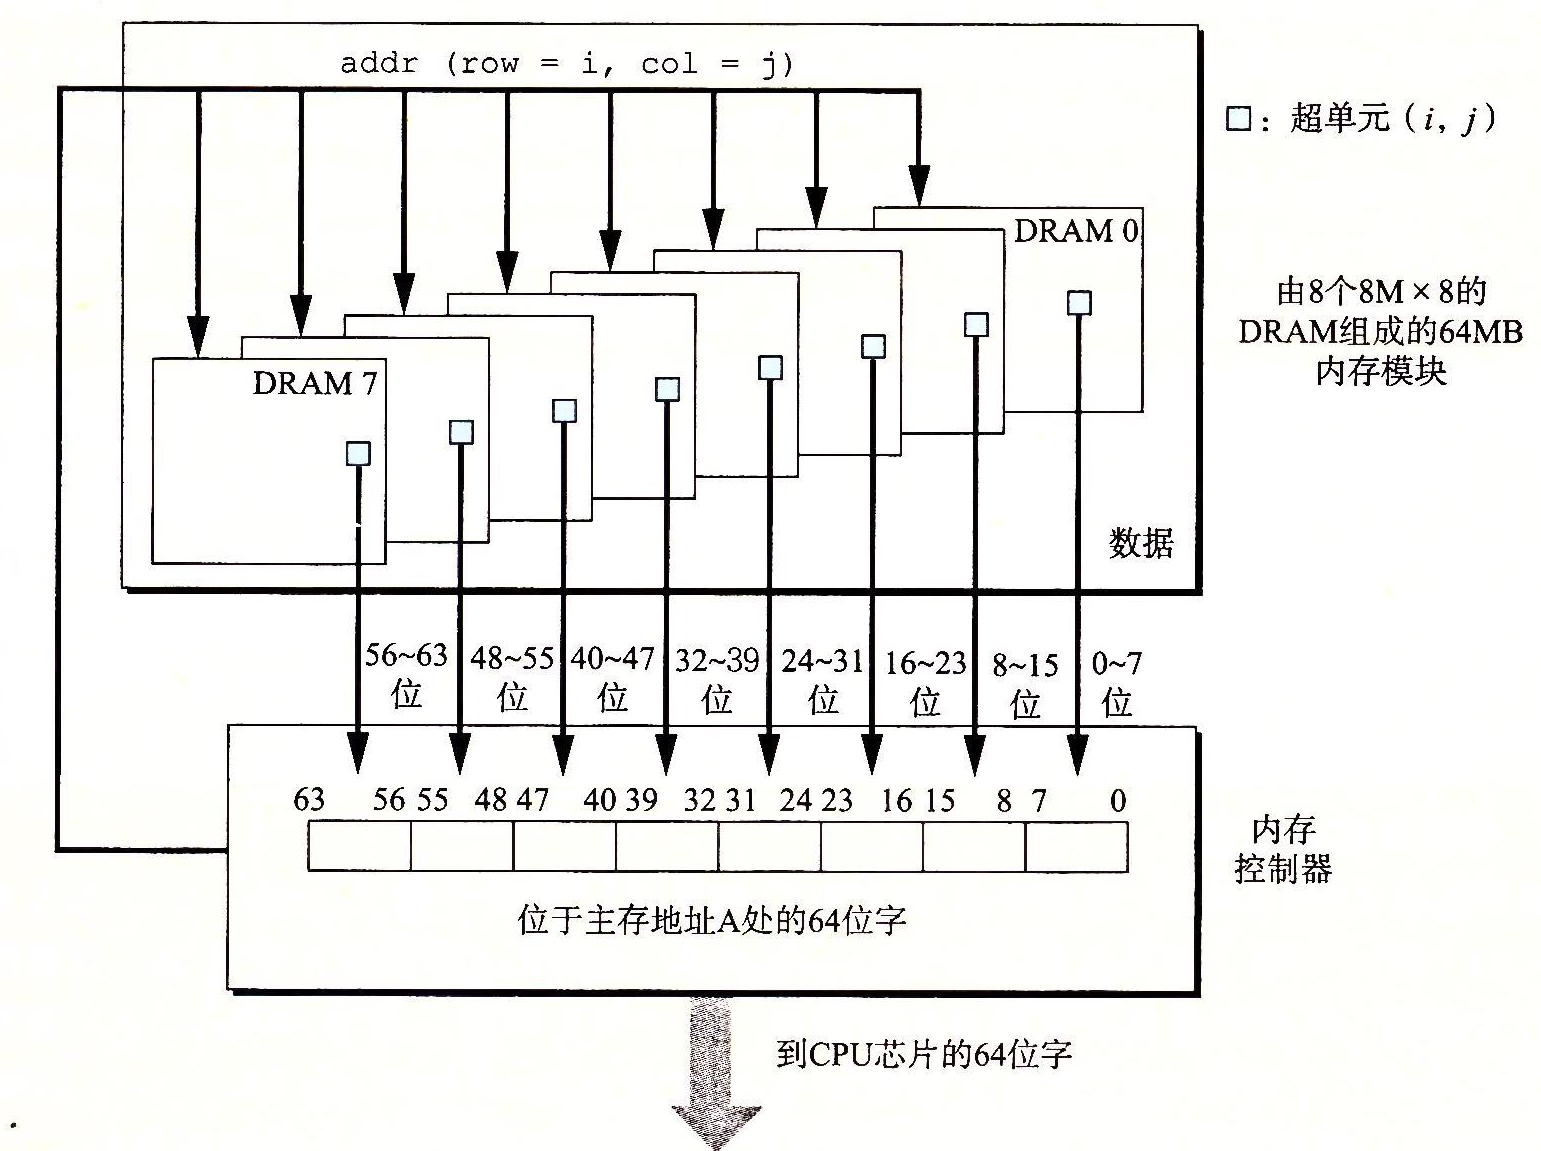 addr (row = i, col = j)
：超单元（i, j）
DRAM 0
由8个8M × 8的
DRAM组成的64MB
内存模块
DRAM 7
数据
56~63 48~55 40~47 32~39 24~31 16~23 8~15 0~7
位 位 位 位 位 位 位 位
63 56 55 48 47 40 39 32 31 24 23 16 15 8 7 0
内存
控制器
位于主存地址A处的64位字
到CPU芯片的64位字